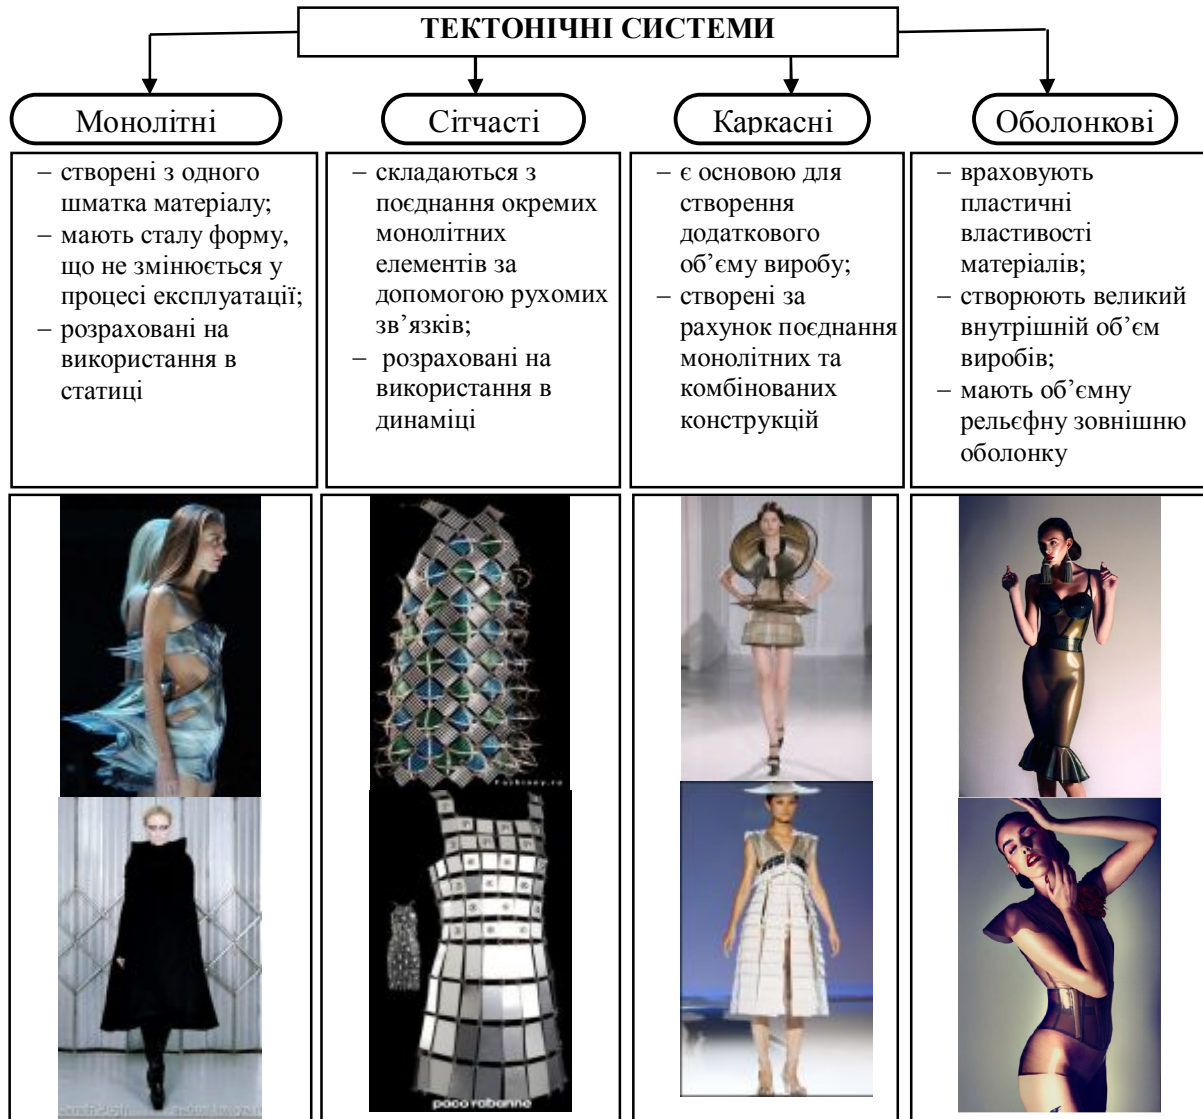 ТЕКТОНІЧНІ СИСТЕМИ
Монолітні
Сітчасті
Каркасні
Оболонкові
– створені з одного
шматка матеріалу;
– мають сталу форму,
що не змінюється у
процесі експлуатації;
– розраховані на
використання в
статиці
– складаються з
поєднання окремих
монолітних
елементів за
допомогою рухомих
зв’язків;
– розраховані на
використання в
динаміці
– є основою для
створення
додаткового
об’єму виробу;
– створені за
рахунок поєднання
монолітних та
комбінованих
конструкцій
– враховують
пластичні
властивості
матеріалів;
– створюють великий
внутрішній об’єм
виробів;
– мають об’ємну
рельєфну зовнішню
оболонку
paco rabanne